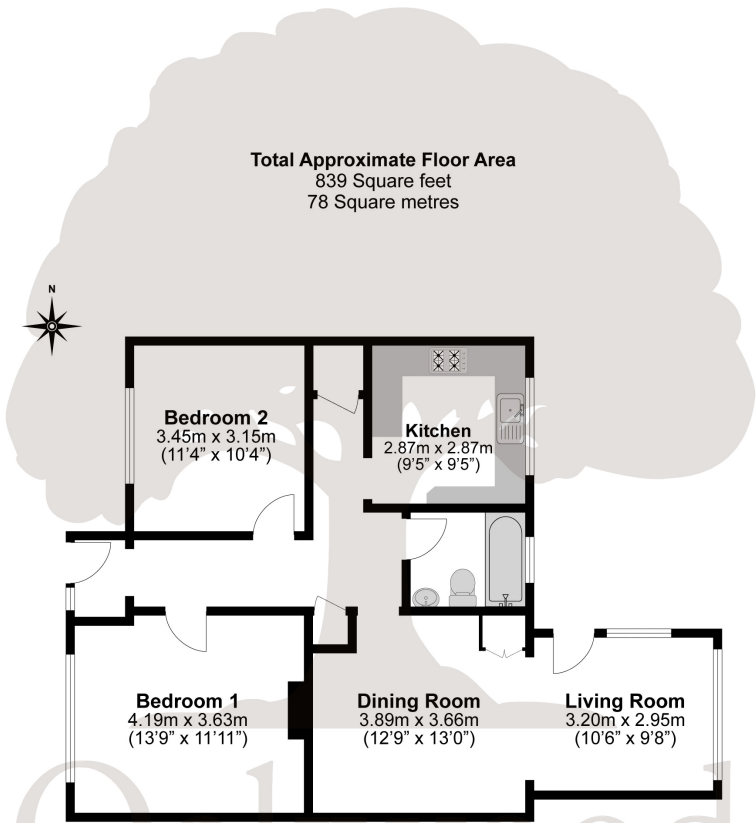 Total Approximate Floor Area
839 Square feet
78 Square metres
N
Bedroom 2
3.45m x 3.15m
(11'4” x 10'4”)
Kitchen
2.87m x 2.87m
(9'5” x 9'5”)
Bedroom 1
4.19m x 3.63m
(13'9” x 11'11”)
Dining Room
3.89m x 3.66m
(12'9” x 13'0”)
Living Room
3.20m x 2.95m
(10'6” x 9'8”)